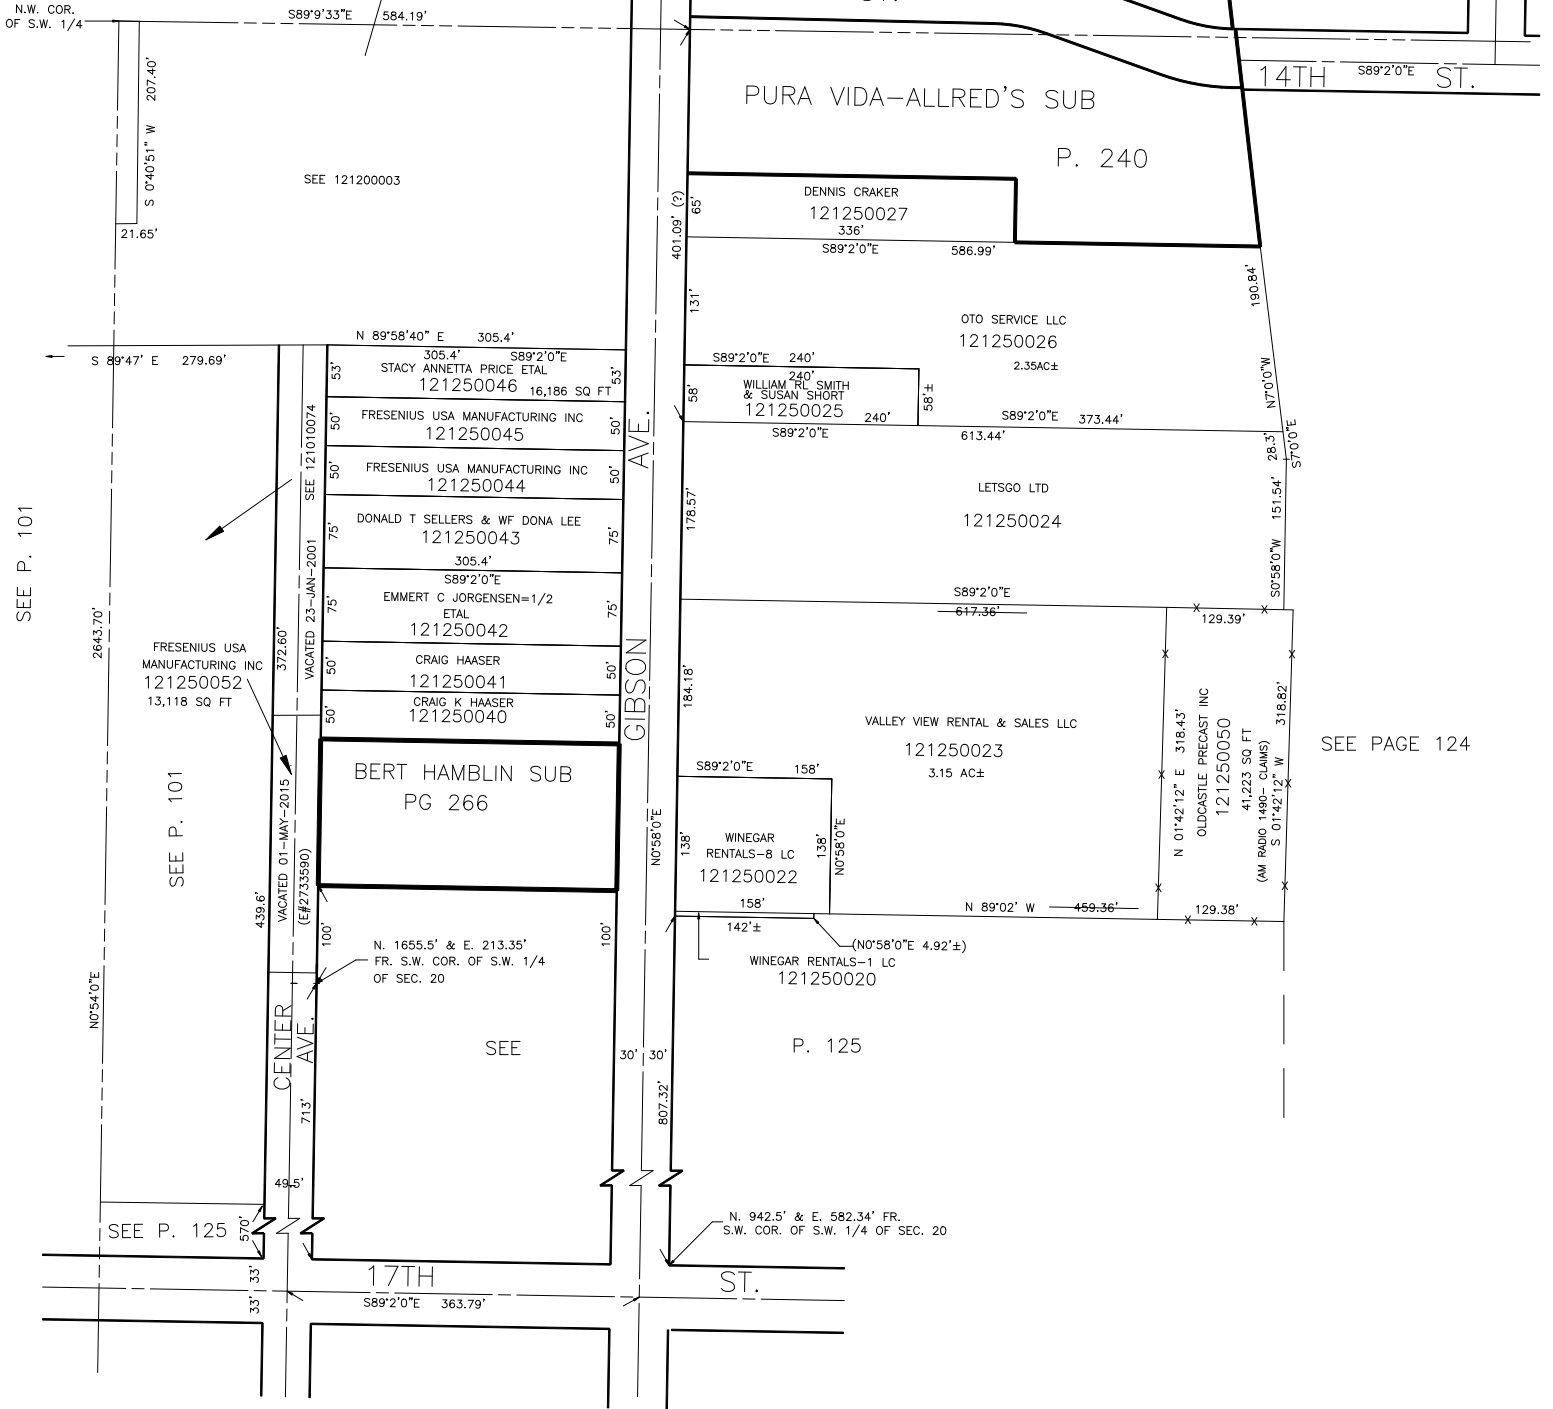 N.W. COR.
OF S.W. 1/4
S89°9'33"E 584.19'
ST.
14TH ST.
S89°2'0"E
PURA VIDA-ALLRED'S SUB
P. 240
S 0°40'51" W 207.40'
21.65'
SEE 121200003
401.09' (?)
65'
DENNIS CRAKER
121250027
336'
S89°2'0"E 586.99'
190.84'
N7°0'0"W
131'
OTO SERVICE LLC
121250026
2.35AC±
N 89°58'40" E 305.4'
S 89°47' E 279.69'
305.4' S89°2'0"E
53'
STACY ANNETTA PRICE ETAL
121250046 16,186 SQ FT
53'
S89°2'0"E 240'
240'
58'
WILLIAM RL SMITH
& SUSAN SHORT
121250025
240'
58'±
S89°2'0"E 373.44'
S89°2'0"E 613.44'
28.3'
S7°0'0"E
50'
FRESENIUS USA MANUFACTURING INC
121250045
50'
50'
FRESENIUS USA MANUFACTURING INC
121250044
50'
SEE 121010074
VACATED 23-JAN-2001
GIBSON AVE.
178.57'
LETSGO LTD
121250024
151.54'
S0°58'0"W
75'
DONALD T SELLERS & WF DONA LEE
121250043
75'
305.4'
S89°2'0"E
75'
EMMERT C JORGENSEN=1/2
ETAL
121250042
75'
SEE P. 101
2643.70'
372.60'
FRESENIUS USA
MANUFACTURING INC
121250052
13,118 SQ FT
50'
CRAIG HAASER
121250041
50'
50'
CRAIG K HAASER
121250040
50'
S89°2'0"E
617.36'
129.39'
184.18'
VALLEY VIEW RENTAL & SALES LLC
121250023
3.15 AC±
N 01°42'12" E 318.43'
OLDCASTLE PRECAST INC
121250050
41,223 SQ FT
(AM RADIO 1490- CLAIMS)
S 01°42'12" W 318.82'
SEE PAGE 124
BERT HAMBLIN SUB
PG 266
SEE P. 101
VACATED 01-MAY-2015
(E#2733590)
439.6'
N0°58'0"E
S89°2'0"E 158'
138'
WINEGAR
RENTALS-8 LC
121250022
138'
N0°58'0"E
158'
142'±
N 89°02' W 459.36'
129.38'
(N0°58'0"E 4.92'±)
WINEGAR RENTALS-1 LC
121250020
100'
100'
N. 1655.5' & E. 213.35'
FR. S.W. COR. OF S.W. 1/4
OF SEC. 20
N0°54'0"E
CENTER AVE.
SEE
P. 125
30' 30'
713'
807.32'
49.5'
SEE P. 125
570'
N. 942.5' & E. 582.34' FR.
S.W. COR. OF S.W. 1/4 OF SEC. 20
33'
33'
17TH ST.
S89°2'0"E 363.79'